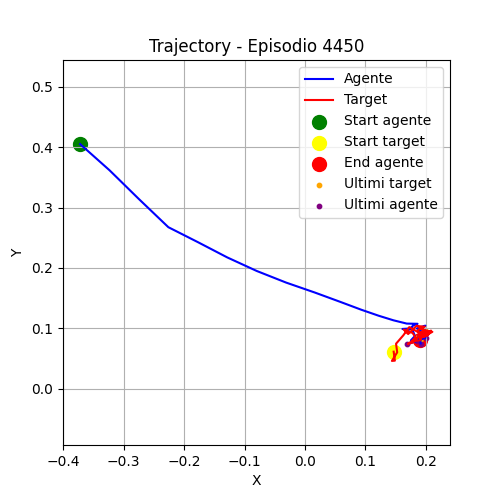 Trajectory - Episodio 4450
Agente
Target
Start agente
Start target
End agente
Ultimi target
Ultimi agente
Y
0.5
0.4
0.3
0.2
0.1
0.0
−0.4
−0.3
−0.2
−0.1
0.0
0.1
0.2
X